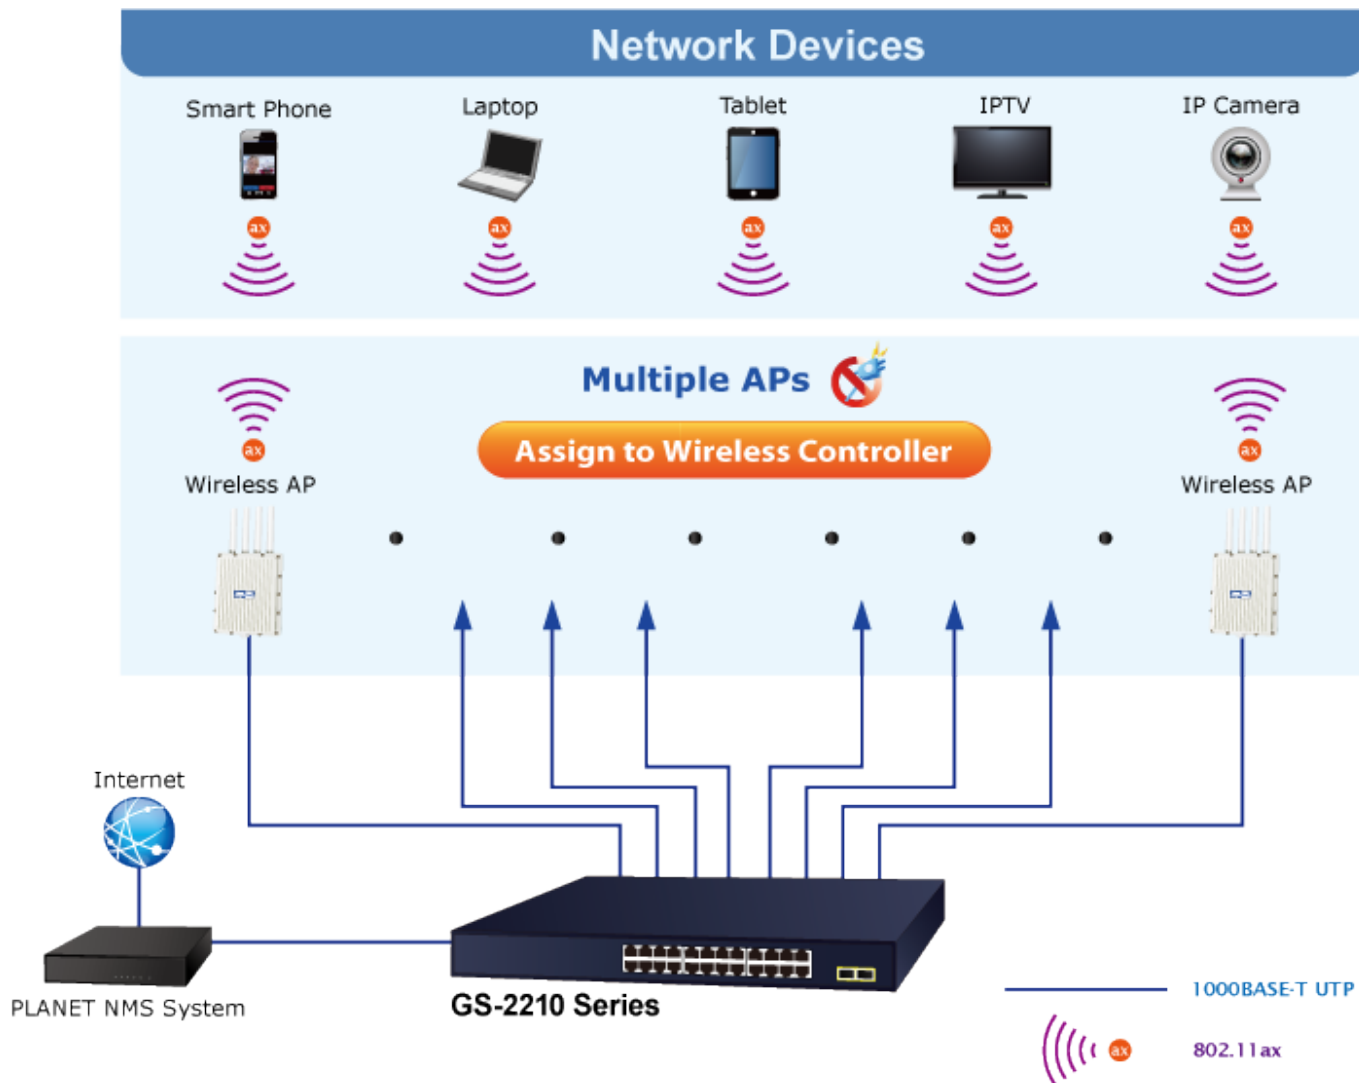 Network Devices
Smart Phone
Laptop
Tablet
IPTV
IP Camera
ax
ax
ax
ax
ax
Multiple APs
Assign to Wireless Controller
ax
Wireless AP
ax
Wireless AP
Internet
PLANET NMS System
GS-2210 Series
1000BASE-T UTP
ax
802.11ax